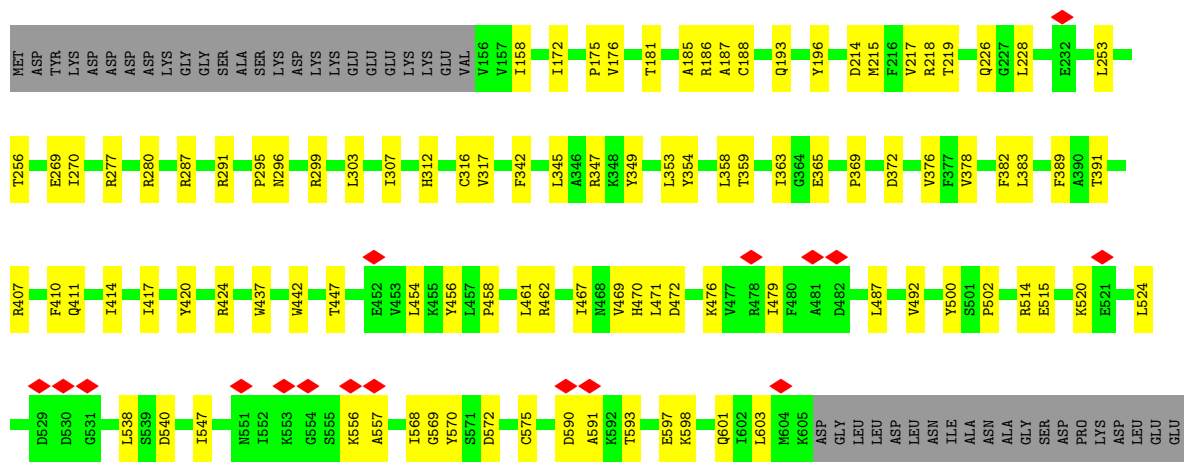 MET ASP TYR LYS ASP ASP ASP ASP LYS GLY GLY SER ALA SER LYS ASP LYS LYS GLU GLU GLU LYS LYS GLU VAL V156 V157 I158 I172 P175 V176 T181 A185 R186 A187 C188 Q193 Y196 D214 M215 F216 V217 R218 T219 Q226 G227 L228 E232 L253
T256 E269 I270 R277 R280 R287 R291 P295 N296 R299 L303 I307 H312 C316 V317 F342 L345 A346 R347 K348 Y349 L353 Y354 L358 T359 I363 G364 E365 P369 D372 V376 F377 V378 F382 L383 F389 A390 T391
R407 F410 Q411 I414 I417 Y420 R424 W437 W442 T447 E452 V453 L454 K455 Y456 L457 P458 L461 R462 I467 N468 V469 H470 L471 D472 K476 V477 R478 I479 F480 A481 D482 L487 V492 Y500 S501 P502 R514 E515 K520 E521 L524
D529 D530 G531 L538 S539 D540 I547 N551 I552 K553 G554 S555 K556 A557 I568 G569 Y570 S571 D572 C575 D590 A591 K592 T593 E597 K598 Q601 I602 L603 M604 K605 ASP GLY LEU LEU ASP LEU ASN ILE ALA ASN ALA GLY SER ASP PRO LYS ASP LEU GLU GLU